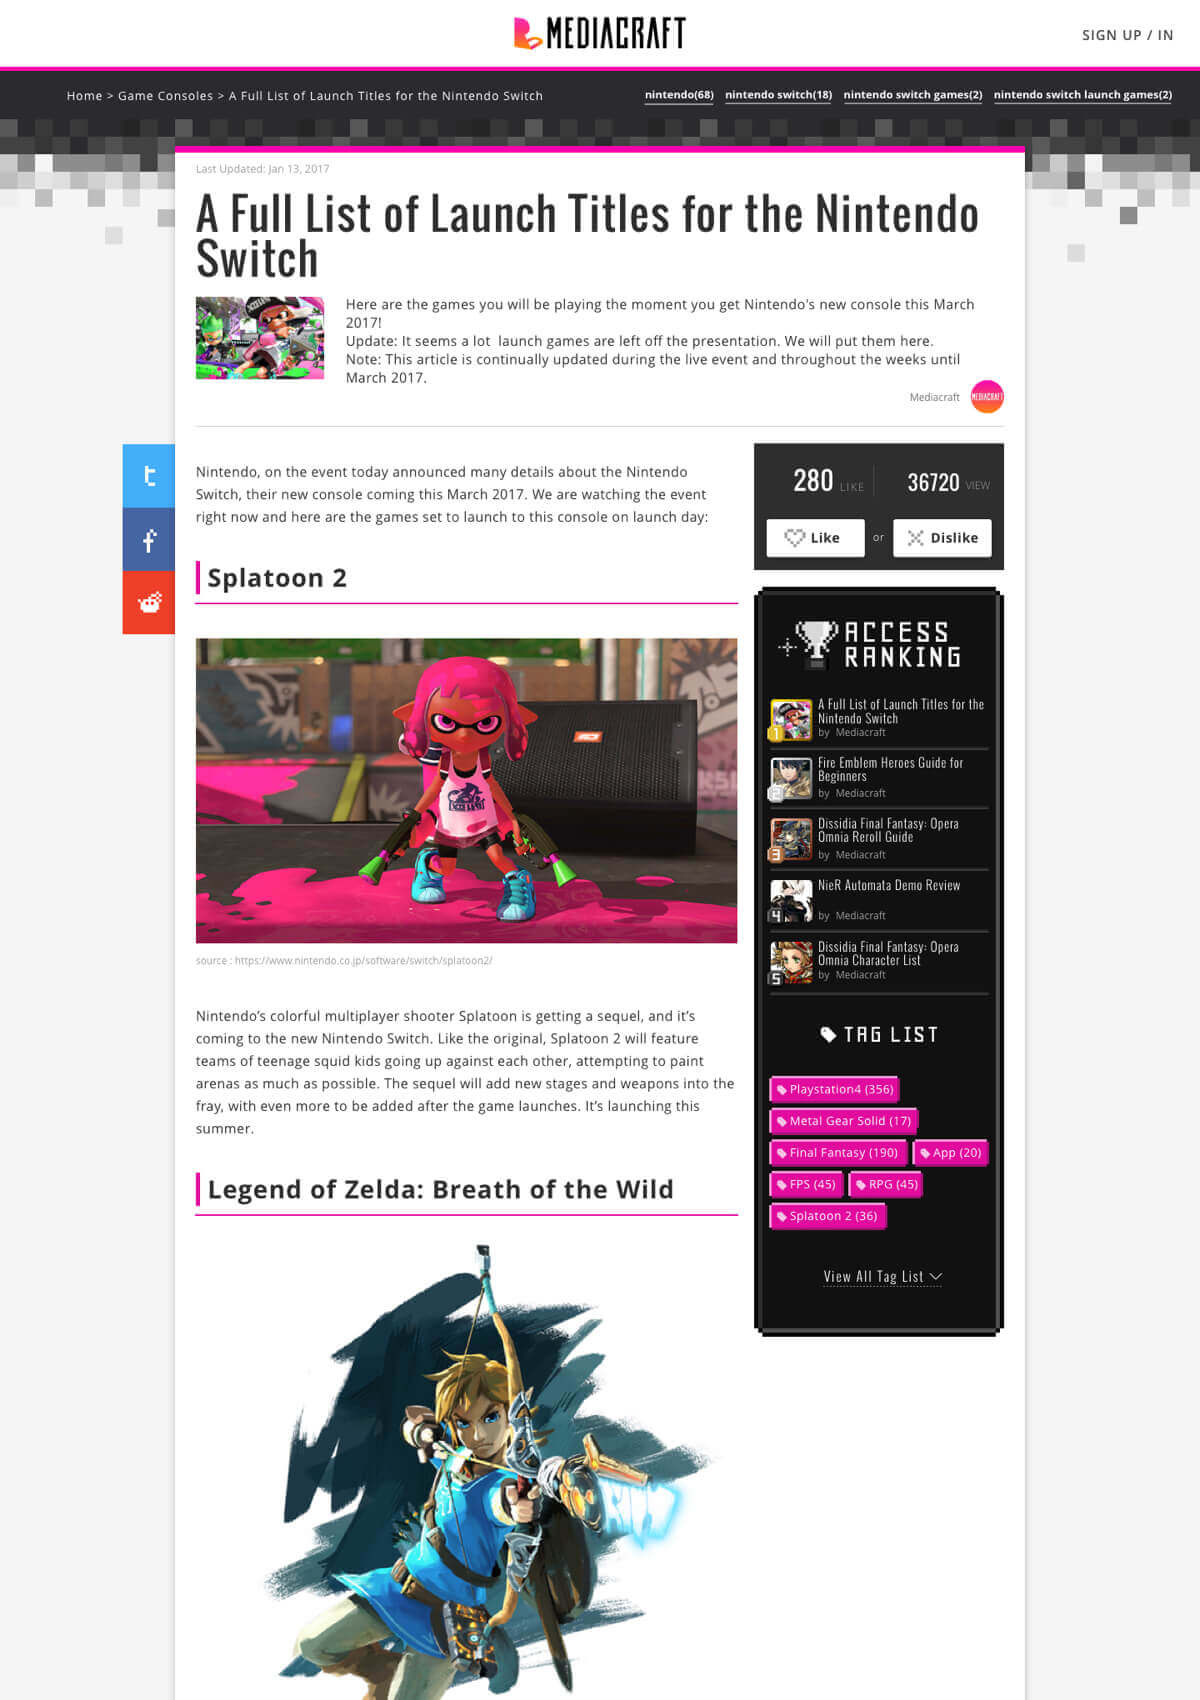 MEDIACRAFT
SIGN UP / IN
Home > Game Consoles > A Full List of Launch Titles for the Nintendo Switch
nintendo(68) nintendo switch(18) nintendo switch games(2) nintendo switch launch games(2)
Last Updated: Jan 13, 2017
A Full List of Launch Titles for the Nintendo
Switch
Here are the games you will be playing the moment you get Nintendo's new console this March
2017!
Update: It seems a lot  launch games are left off the presentation. We will put them here.
Note: This article is continually updated during the live event and throughout the weeks until
March 2017.
Mediacraft
MEDIACRAFT
Nintendo, on the event today announced many details about the Nintendo
Switch, their new console coming this March 2017. We are watching the event
right now and here are the games set to launch to this console on launch day:
Splatoon 2
source : https://www.nintendo.co.jp/software/switch/splatoon2/
Nintendo’s colorful multiplayer shooter Splatoon is getting a sequel, and it’s
coming to the new Nintendo Switch. Like the original, Splatoon 2 will feature
teams of teenage squid kids going up against each other, attempting to paint
arenas as much as possible. The sequel will add new stages and weapons into the
fray, with even more to be added after the game launches. It’s launching this
summer.
Legend of Zelda: Breath of the Wild
280 LIKE
36720 VIEW
Like
or
Dislike
ACCESS
RANKING
1
A Full List of Launch Titles for the
Nintendo Switch
by Mediacraft
2
Fire Emblem Heroes Guide for
Beginners
by Mediacraft
3
Dissidia Final Fantasy: Opera
Omnia Reroll Guide
by Mediacraft
4
NieR Automata Demo Review
by Mediacraft
5
Dissidia Final Fantasy: Opera
Omnia Character List
by Mediacraft
TAG LIST
Playstation4 (356)
Metal Gear Solid (17)
Final Fantasy (190) App (20)
FPS (45) RPG (45)
Splatoon 2 (36)
View All Tag List